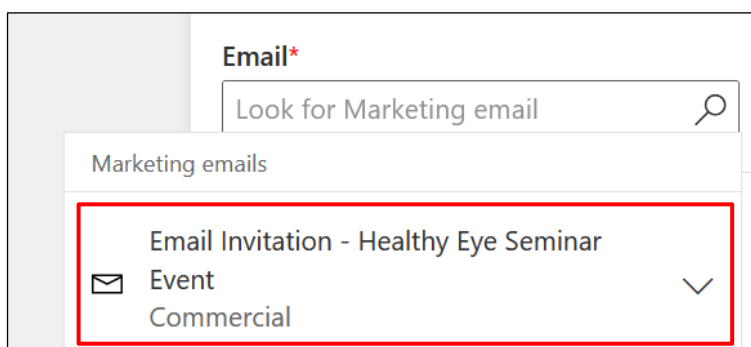 Email*
Look for Marketing email
Marketing emails
Email Invitation - Healthy Eye Seminar
Event
Commercial